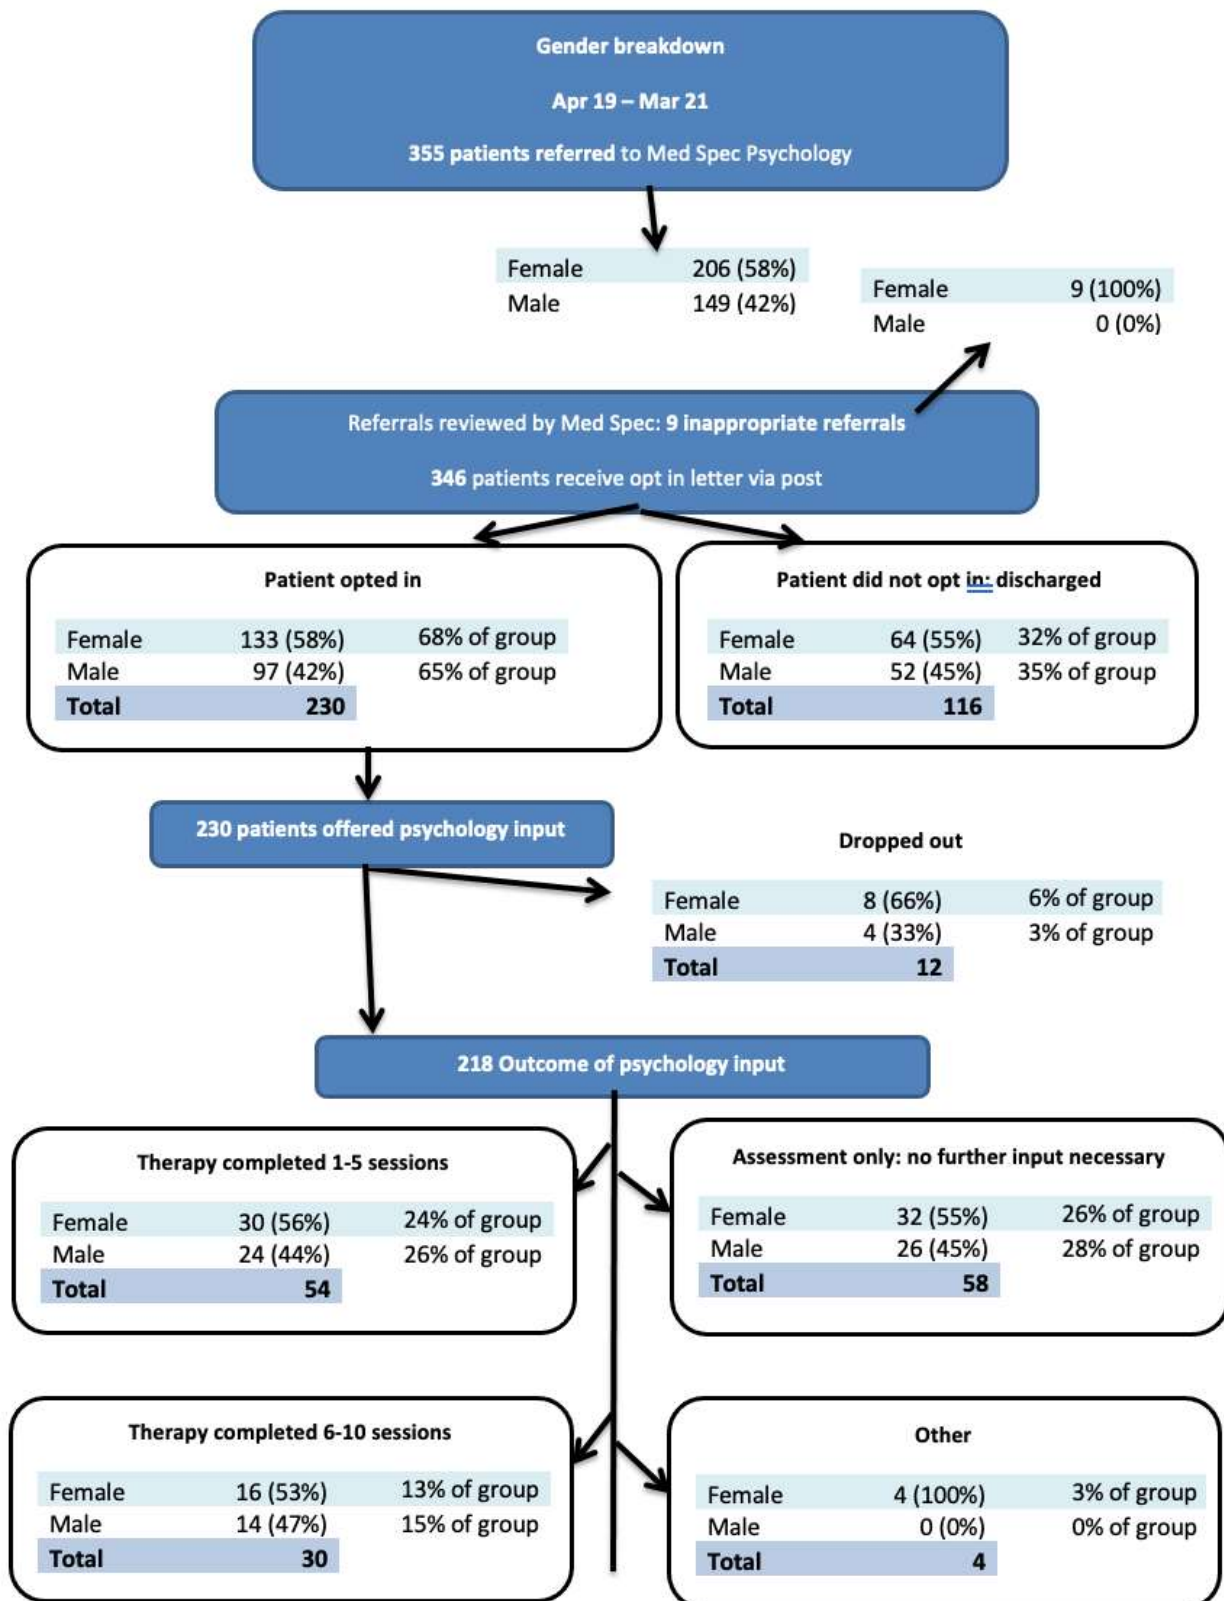 Gender breakdown
Apr 19 – Mar 21
355 patients referred to Med Spec Psychology
Female 206 (58%)
Male 149 (42%)
Female 9 (100%)
Male 0 (0%)
Referrals reviewed by Med Spec: 9 inappropriate referrals
346 patients receive opt in letter via post
Patient opted in
Female 133 (58%) 68% of group
Male 97 (42%) 65% of group
Total 230
Patient did not opt in: discharged
Female 64 (55%) 32% of group
Male 52 (45%) 35% of group
Total 116
230 patients offered psychology input
Dropped out
Female 8 (66%) 6% of group
Male 4 (33%) 3% of group
Total 12
218 Outcome of psychology input
Therapy completed 1-5 sessions
Female 30 (56%) 24% of group
Male 24 (44%) 26% of group
Total 54
Assessment only: no further input necessary
Female 32 (55%) 26% of group
Male 26 (45%) 28% of group
Total 58
Therapy completed 6-10 sessions
Female 16 (53%) 13% of group
Male 14 (47%) 15% of group
Total 30
Other
Female 4 (100%) 3% of group
Male 0 (0%) 0% of group
Total 4